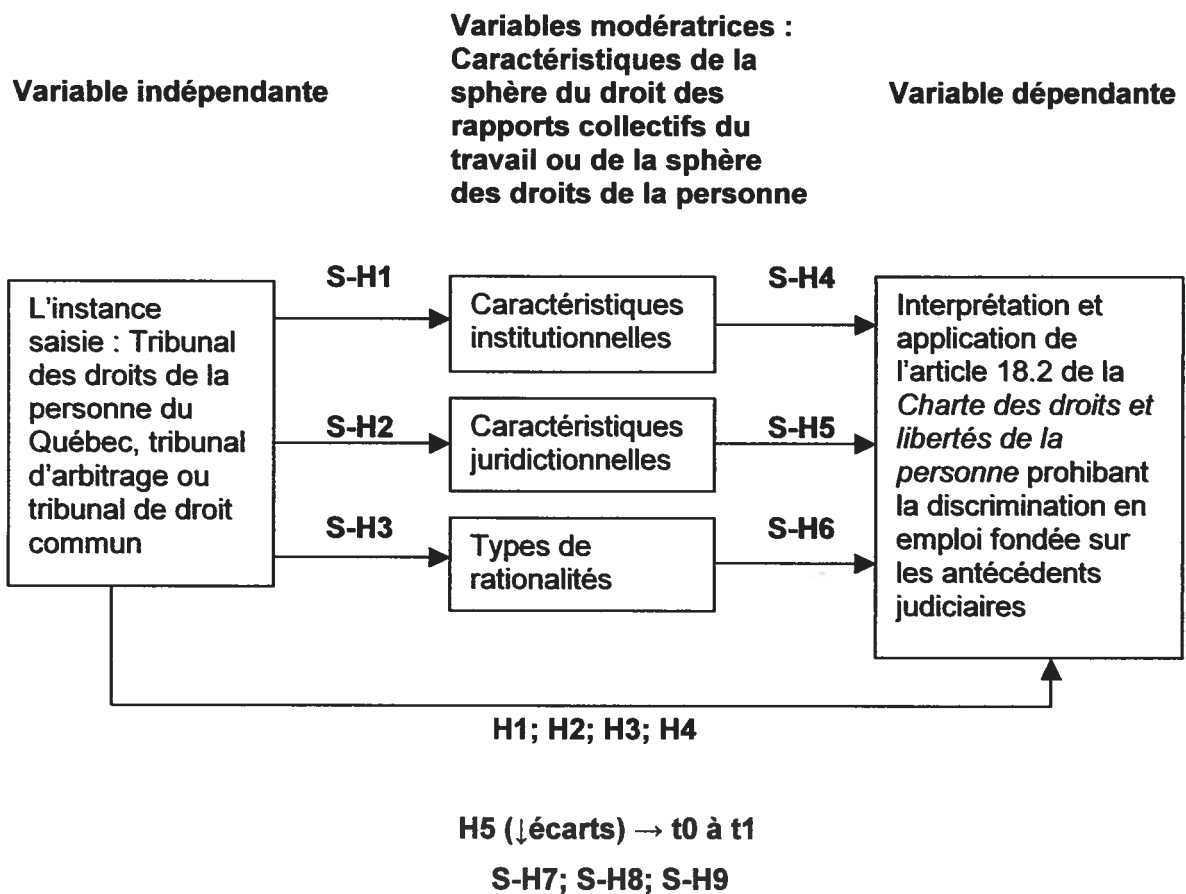 Variable indépendante
Variables modératrices :
Caractéristiques de la
sphère du droit des
rapports collectifs du
travail ou de la sphère
des droits de la personne
Variable dépendante
L'instance
saisie : Tribunal
des droits de la
personne du
Québec, tribunal
d'arbitrage ou
tribunal de droit
commun
S-H1
S-H2
S-H3
Caractéristiques
institutionnelles
Caractéristiques
juridictionnelles
Types de
rationalités
S-H4
S-H5
S-H6
Interprétation et
application de
l'article 18.2 de la
Charte des droits et
libertés de la
personne prohibant
la discrimination en
emploi fondée sur
les antécédents
judiciaires
H1; H2; H3; H4
H5 (↓écarts) → t0 à t1
S-H7; S-H8; S-H9